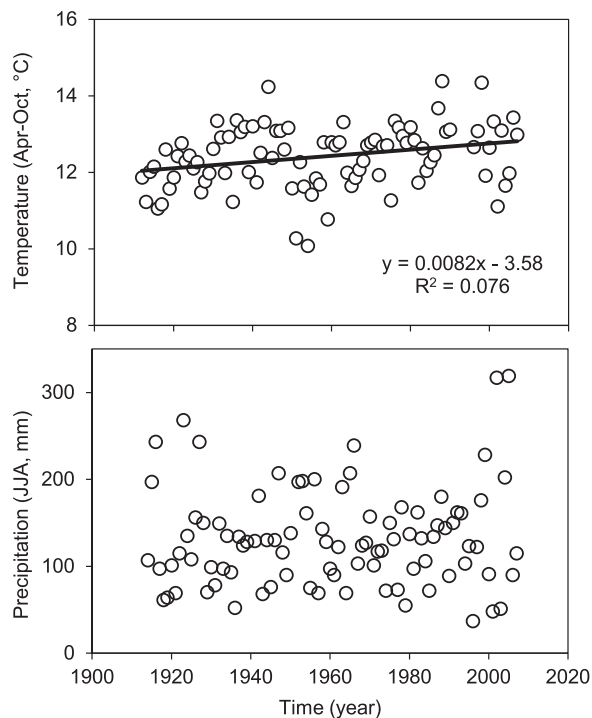 16
14
12
10
8
Temperature (Apr-Oct, °C)
y = 0.0082x - 3.58
R² = 0.076
300
200
100
0
Precipitation (JJA, mm)
1900 1920 1940 1960 1980 2000 2020
Time (year)